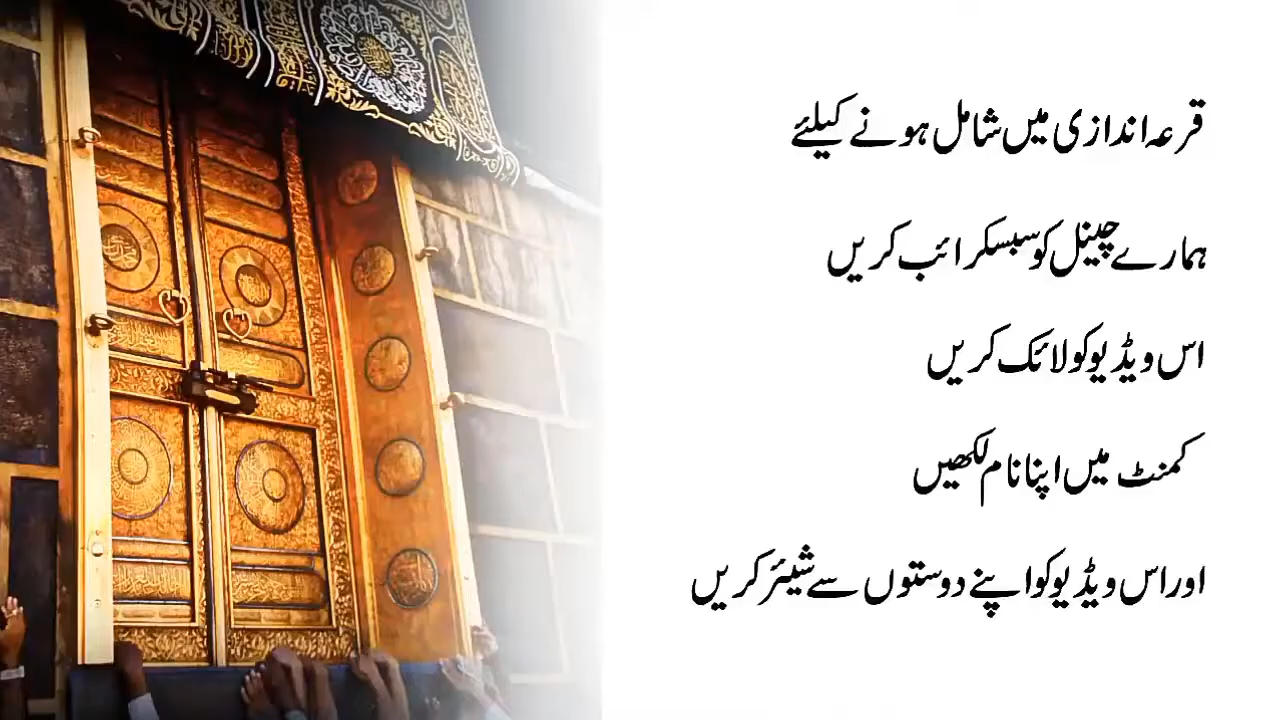 قرعہ اندازی میں شامل ہونے کیلئے
ہمارے چینل کو سبسکرائب کریں
اس ویڈیو کو لائک کریں
کمنٹ میں اپنا نام لکھیں
اور اس ویڈیو کو اپنے دوستوں سے شیئر کریں